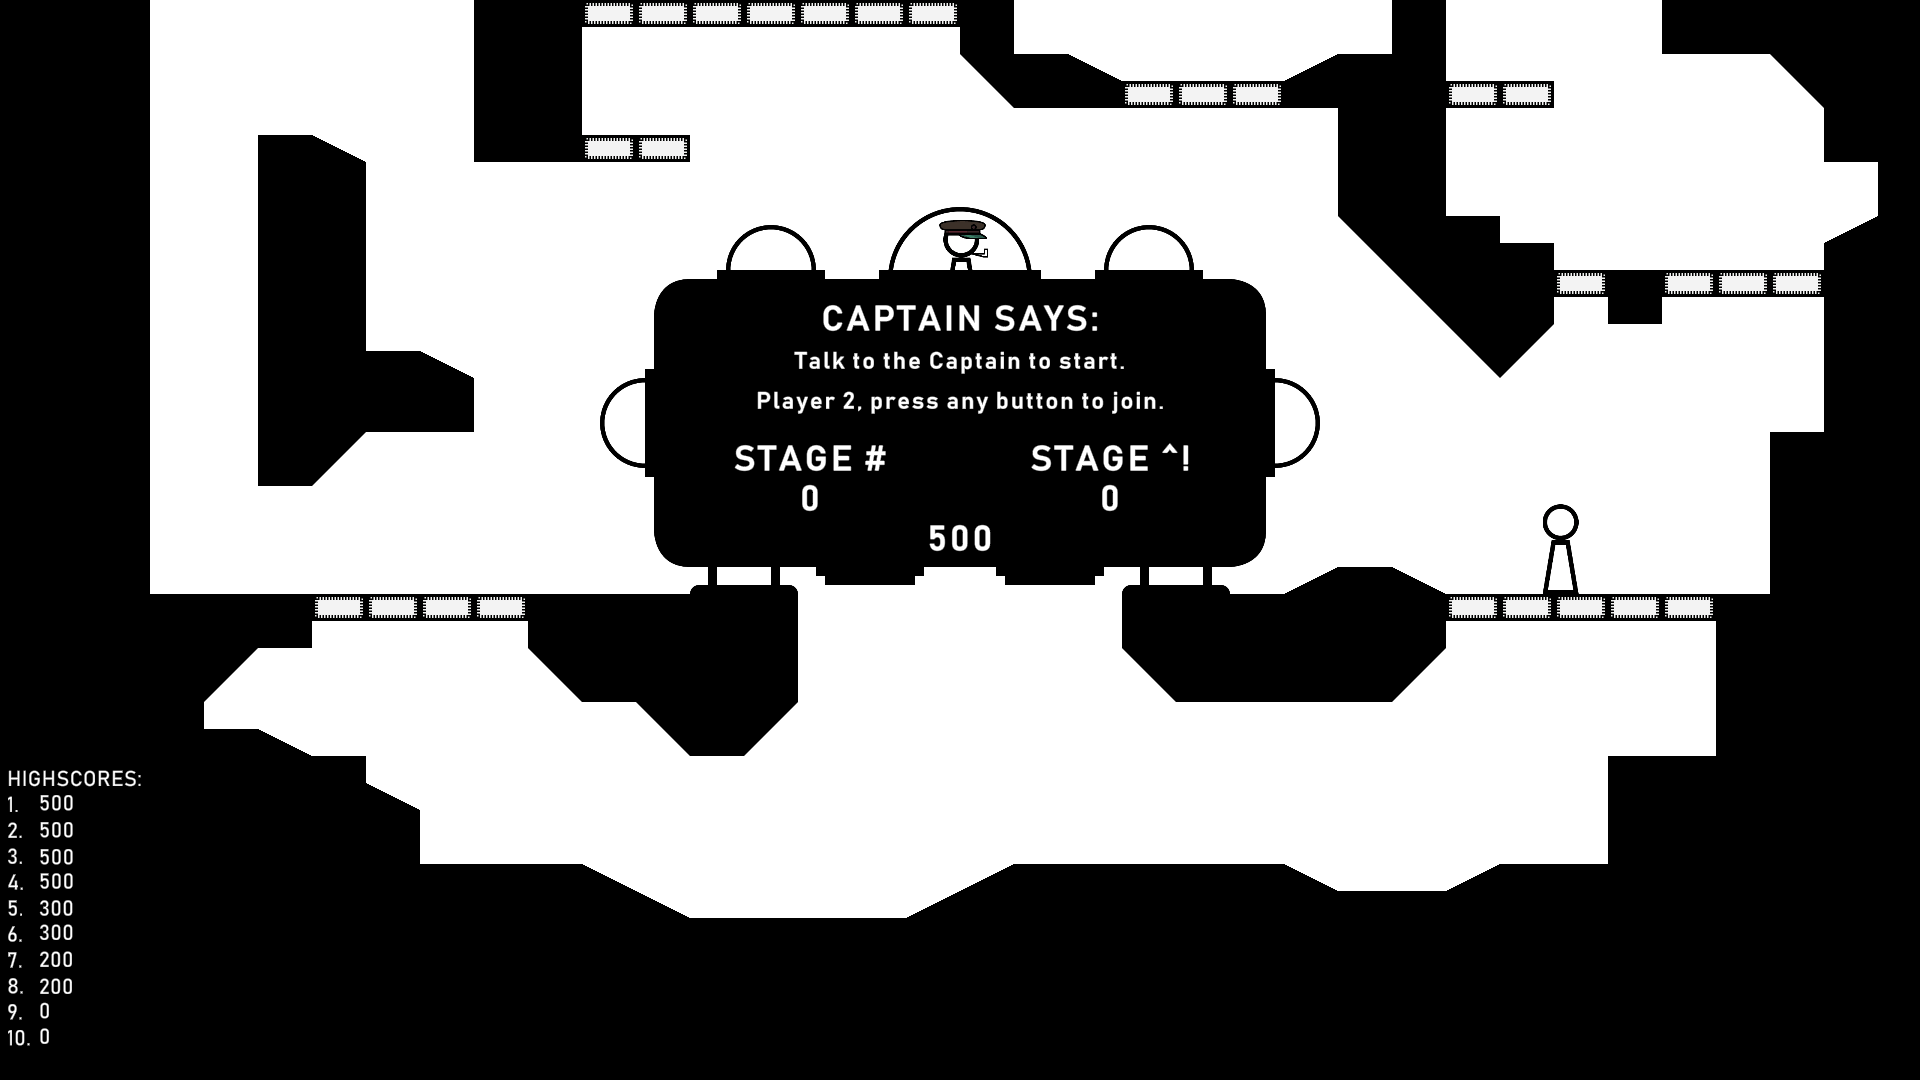 CAPTAIN SAYS:
Talk to the Captain to start.
Player 2, press any button to join.
STAGE # STAGE ^!
0 0
500
HIGHSCORES:
1. 500
2. 500
3. 500
4. 500
5. 300
6. 300
7. 200
8. 200
9. 0
10. 0